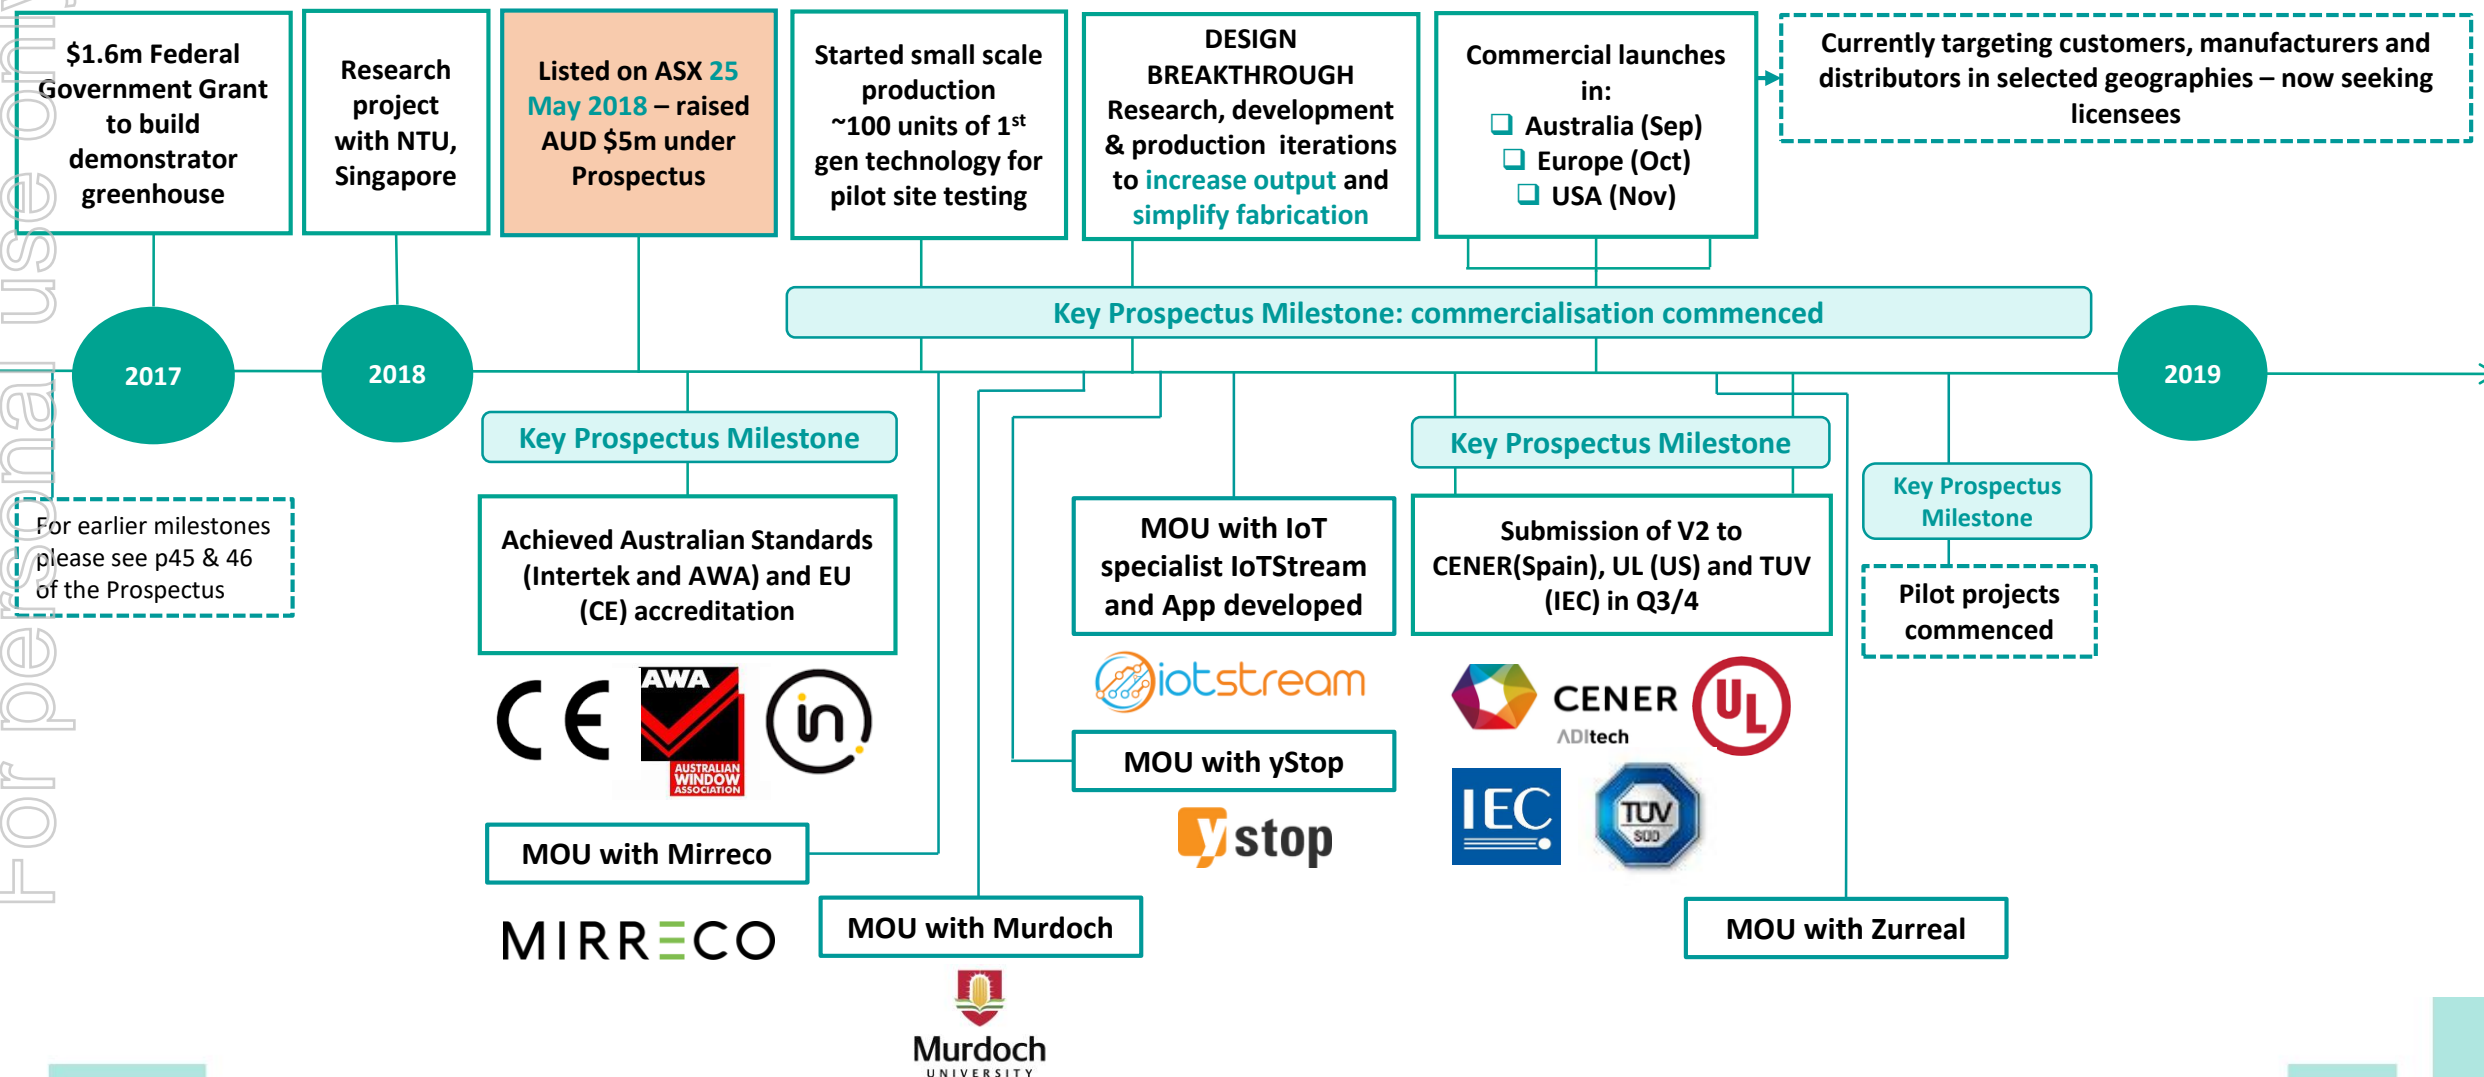 For personal use only
$1.6m Federal
Government Grant
to build
demonstrator
greenhouse
Research
project
with NTU,
Singapore
Listed on ASX 25
May 2018 – raised
AUD $5m under
Prospectus
Started small scale
production
~100 units of 1st
gen technology for
pilot site testing
DESIGN
BREAKTHROUGH
Research, development
& production iterations
to increase output and
simplify fabrication
Commercial launches
in:
❑ Australia (Sep)
❑ Europe (Oct)
❑ USA (Nov)
Currently targeting customers, manufacturers and
distributors in selected geographies – now seeking
licensees
Key Prospectus Milestone: commercialisation commenced
2017
2018
2019
Key Prospectus Milestone
Key Prospectus Milestone
Key Prospectus
Milestone
For earlier milestones
please see p45 & 46
of the Prospectus
Achieved Australian Standards
(Intertek and AWA) and EU
(CE) accreditation
MOU with IoT
specialist IoTStream
and App developed
Submission of V2 to
CENER(Spain), UL (US) and TUV
(IEC) in Q3/4
Pilot projects
commenced
CE
AWA
AUSTRALIAN
WINDOW
ASSOCIATION
in
iotstream
CENER
ADItech
UL
MOU with yStop
ystop
IEC
TÜV
SÜD
MOU with Mirreco
MIRRECO
MOU with Murdoch
Murdoch
UNIVERSITY
MOU with Zurreal